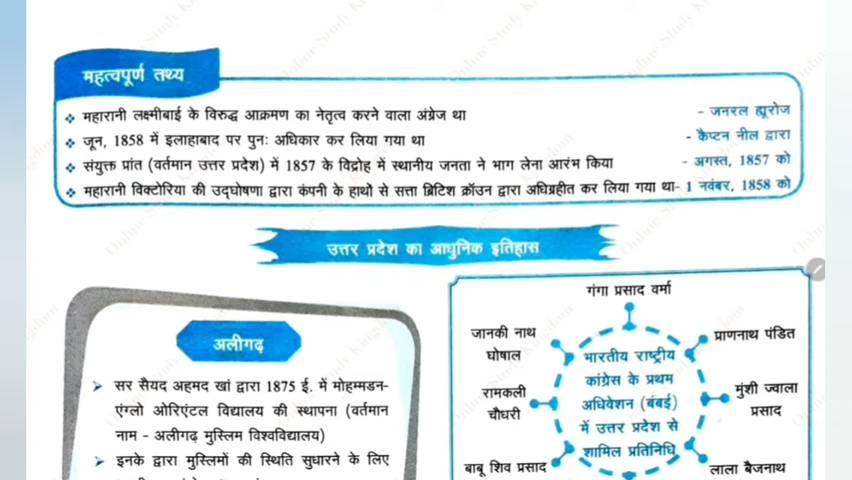 महत्वपूर्ण तथ्य
महारानी लक्ष्मीबाई के विरुद्ध आक्रमण का नेतृत्व करने वाला अंग्रेज था - जनरल ह्यूरोज
जून, 1858 में इलाहाबाद पर पुनः अधिकार कर लिया गया था - कैप्टन नील द्वारा
संयुक्त प्रांत (वर्तमान उत्तर प्रदेश) में 1857 के विद्रोह में स्थानीय जनता ने भाग लेना आरंभ किया - अगस्त, 1857 को
महारानी विक्टोरिया की उद्घोषणा द्वारा कंपनी के हाथों से सत्ता ब्रिटिश क्रॉउन द्वारा अधिग्रहीत कर लिया गया था- 1 नवंबर, 1858 को
उत्तर प्रदेश का आधुनिक इतिहास
अलीगढ़
सर सैयद अहमद खां द्वारा 1875 ई. में मोहम्मडन-
एंग्लो ओरिएंटल विद्यालय की स्थापना (वर्तमान
नाम - अलीगढ़ मुस्लिम विश्वविद्यालय)
इनके द्वारा मुस्लिमों की स्थिति सुधारने के लिए
गंगा प्रसाद वर्मा
जानकी नाथ
घोषाल
प्राणनाथ पंडित
रामकली
चौधरी
मुंशी ज्वाला
प्रसाद
बाबू शिव प्रसाद
लाला बैजनाथ
भारतीय राष्ट्रीय
कांग्रेस के प्रथम
अधिवेशन (बंबई)
में उत्तर प्रदेश से
शामिल प्रतिनिधि